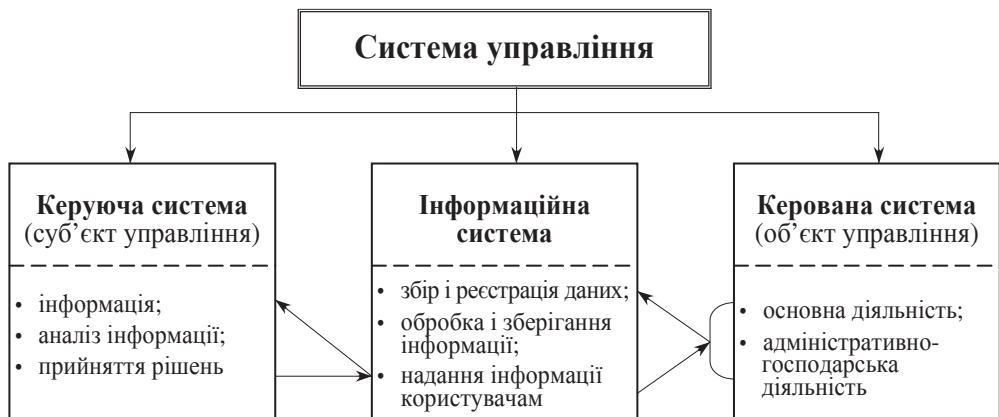 Система управління
Керуюча система
(суб’єкт управління)
• інформація;
• аналіз інформації;
• прийняття рішень
Інформаційна
система
• збір і реєстрація даних;
• обробка і зберігання
інформації;
• надання інформації
користувачам
Керована система
(об’єкт управління)
• основна діяльність;
• адміністративно-
господарська
діяльність